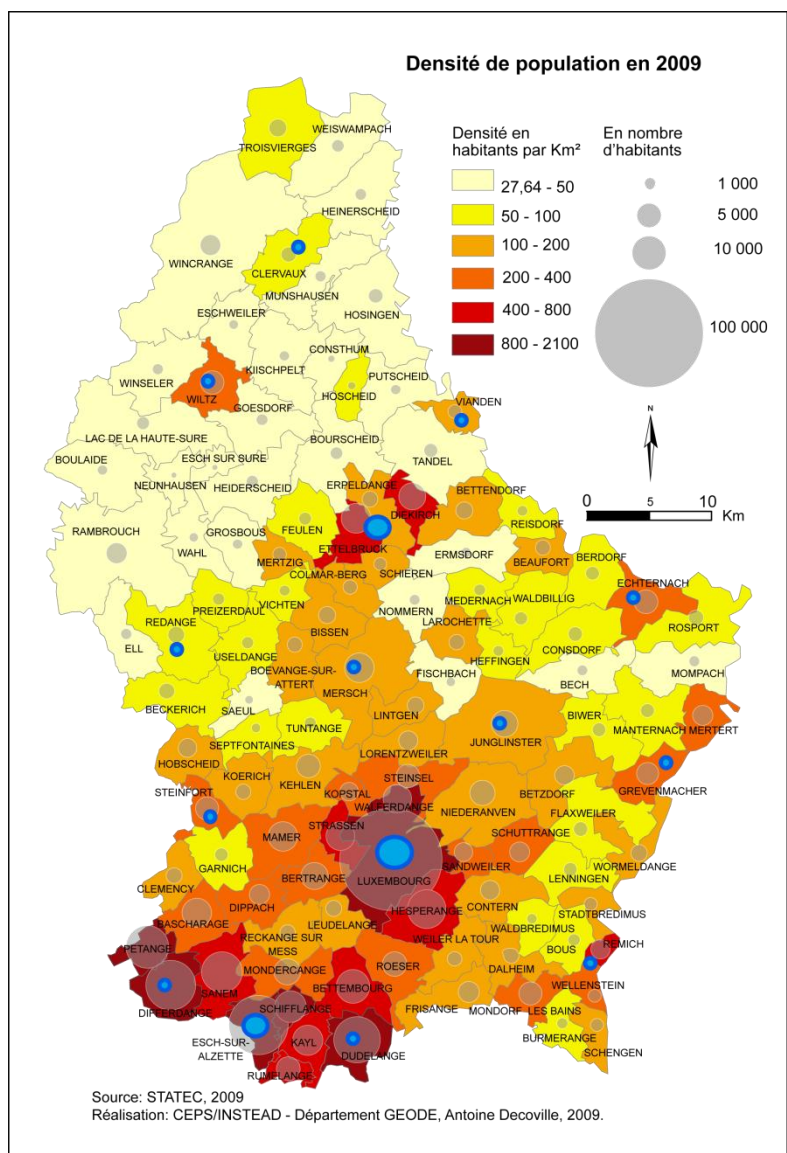 Densité de population en 2009
Densité en
habitants par Km²
27,64 - 50
50 - 100
100 - 200
200 - 400
400 - 800
800 - 2100
En nombre
d'habitants
1 000
5 000
10 000
100 000
N
0 5 10
Km
TROISVIERGES
WEISWAMPACH
HEINERSCHEID
WINCRANGE
CLERVAUX
MUNSHAUSEN
HOSINGEN
ESCHWEILER
CONSTHUM
WINSELER
KIISCHPELT
PUTSCHEID
WILTZ
HOSCHEID
GOESDORF
VIANDEN
LAC DE LA HAUTE-SURE
BOURSCHEID
TANDEL
BOULAIDE
ESCH SUR SURE
NEUNHAUSEN
HEIDERSCHEID
ERPELDANGE
BETTENDORF
DIEKIRCH
REISDORF
RAMBROUCH
GROSBOUS
FEULEN
ETTELBRUCK
WAHL
MERTZIG
ERMSDORF
BEAUFORT
BERDORF
COLMAR-BERG
SCHIEREN
ECHTERNACH
PREIZERDAUL
VICHTEN
MEDERNACH
WALDBILLIG
NOMMERN
REDANGE
BISSEN
LAROCHETTE
ROSPORT
ELL
USELDANGE
HEFFINGEN
CONSDORF
BOEVANGE-SUR-
ATTERT
FISCHBACH
MOMPACH
BECH
MERSCH
BECKERICH
SAEUL
LINTGEN
BIWER
TUNTANGE
MANTERNACH
MERTERT
SEPTFONTAINES
JUNGLINSTER
HOBSCHEID
LORENTZWEILER
KOERICH
KEHLEN
STEINSEL
STEINFORT
KOPSTAL
BETZDORF
GREVENMACHER
WALFERDANGE
NIEDERANVEN
FLAXWEILER
STRASSEN
SCHUTTRANGE
MAMER
GARNICH
SANDWEILER
WORMELDANGE
BERTRANGE
LUXEMBOURG
LENNINGEN
CLEMENCY
DIPPACH
HESPERANGE
CONTERN
STADTBREDIMUS
BASCHARAGE
LEUDELANGE
WALDBREDIMUS
RECKANGE SUR
MESS
WEILER LA TOUR
BOUS
REMICH
PETANGE
DALHEIM
MONDERCANGE
ROESER
SANEM
BETTEMBOURG
WELLENSTEIN
DIFFERDANGE
SCHIFFLANGE
FRISANGE
MONDORF
LES BAINS
ESCH-SUR-
ALZETTE
KAYL
DUDELANGE
BURMERANGE
SCHENGEN
RUMELANGE
Source: STATEC, 2009
Réalisation: CEPS/INSTEAD - Département GEODE, Antoine Decoville, 2009.